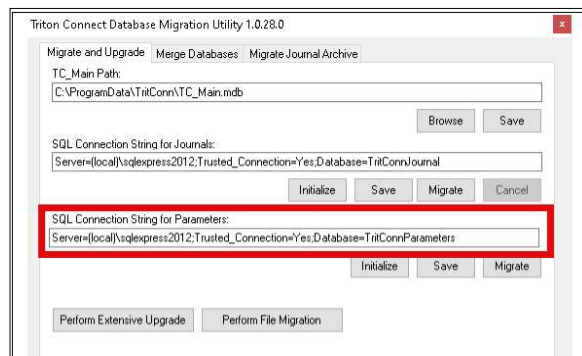 Triton Connect Database Migration Utility 1.0.28.0
x
Migrate and Upgrade Merge Databases Migrate Journal Archive
TC_Main Path:
C:\ProgramData\TritConn\TC_Main.mdb
Browse Save
SQL Connection String for Journals:
Server=(local)\sqlexpress2012;Trusted_Connection=Yes;Database=TritConnJournal
Initialize Save Migrate Cancel
SQL Connection String for Parameters:
Server=(local)\sqlexpress2012;Trusted_Connection=Yes;Database=TritConnParameters
Initialize Save Migrate
Perform Extensive Upgrade Perform File Migration